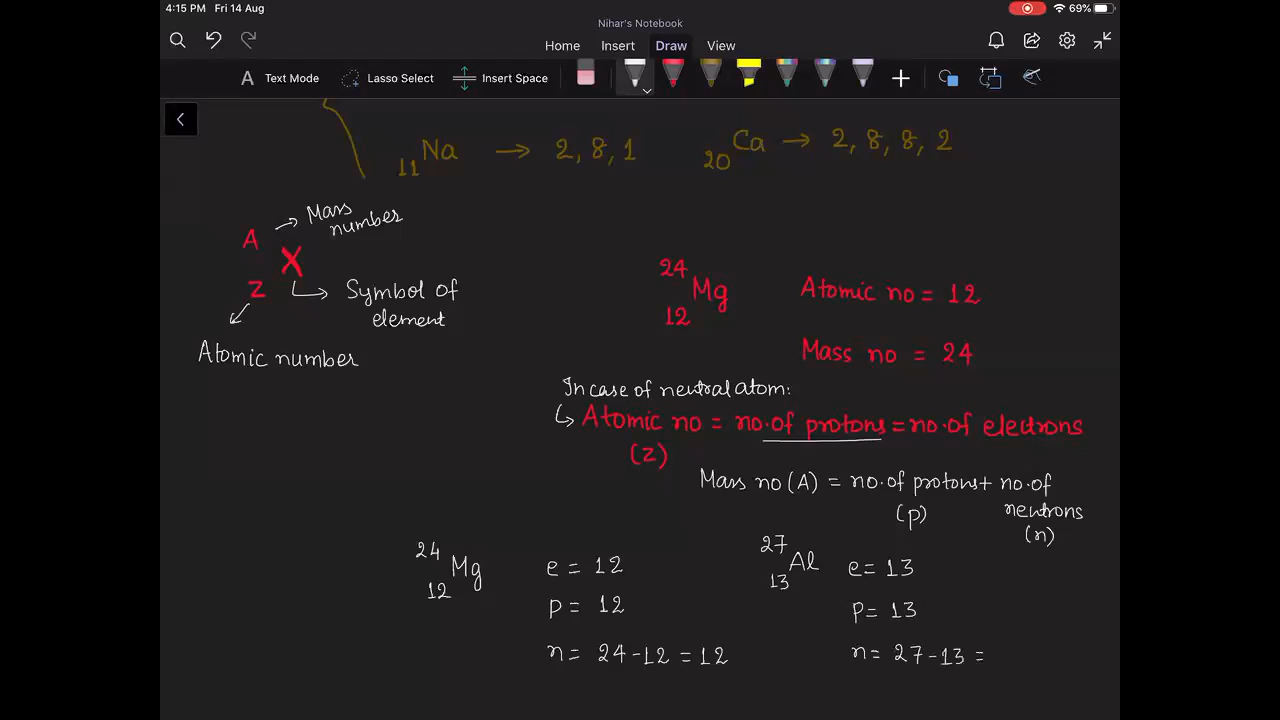 4:15 PM Fri 14 Aug
69%
Nihar's Notebook
Home Insert Draw View
A Text Mode Lasso Select Insert Space
11Na → 2, 8, 1 20Ca → 2, 8, 8, 2
A → Mass number
X
Z
Symbol of element
Atomic number
24
Mg
12
Atomic no = 12
Mass no = 24
In case of neutral atom:
Atomic no = no. of protons = no. of electrons
(Z)
Mass no (A) = no. of protons + no. of neutrons
(p) (n)
24
Mg
12
e = 12
p = 12
n = 24 - 12 = 12
27
Al
13
e = 13
p = 13
n = 27 - 13 =